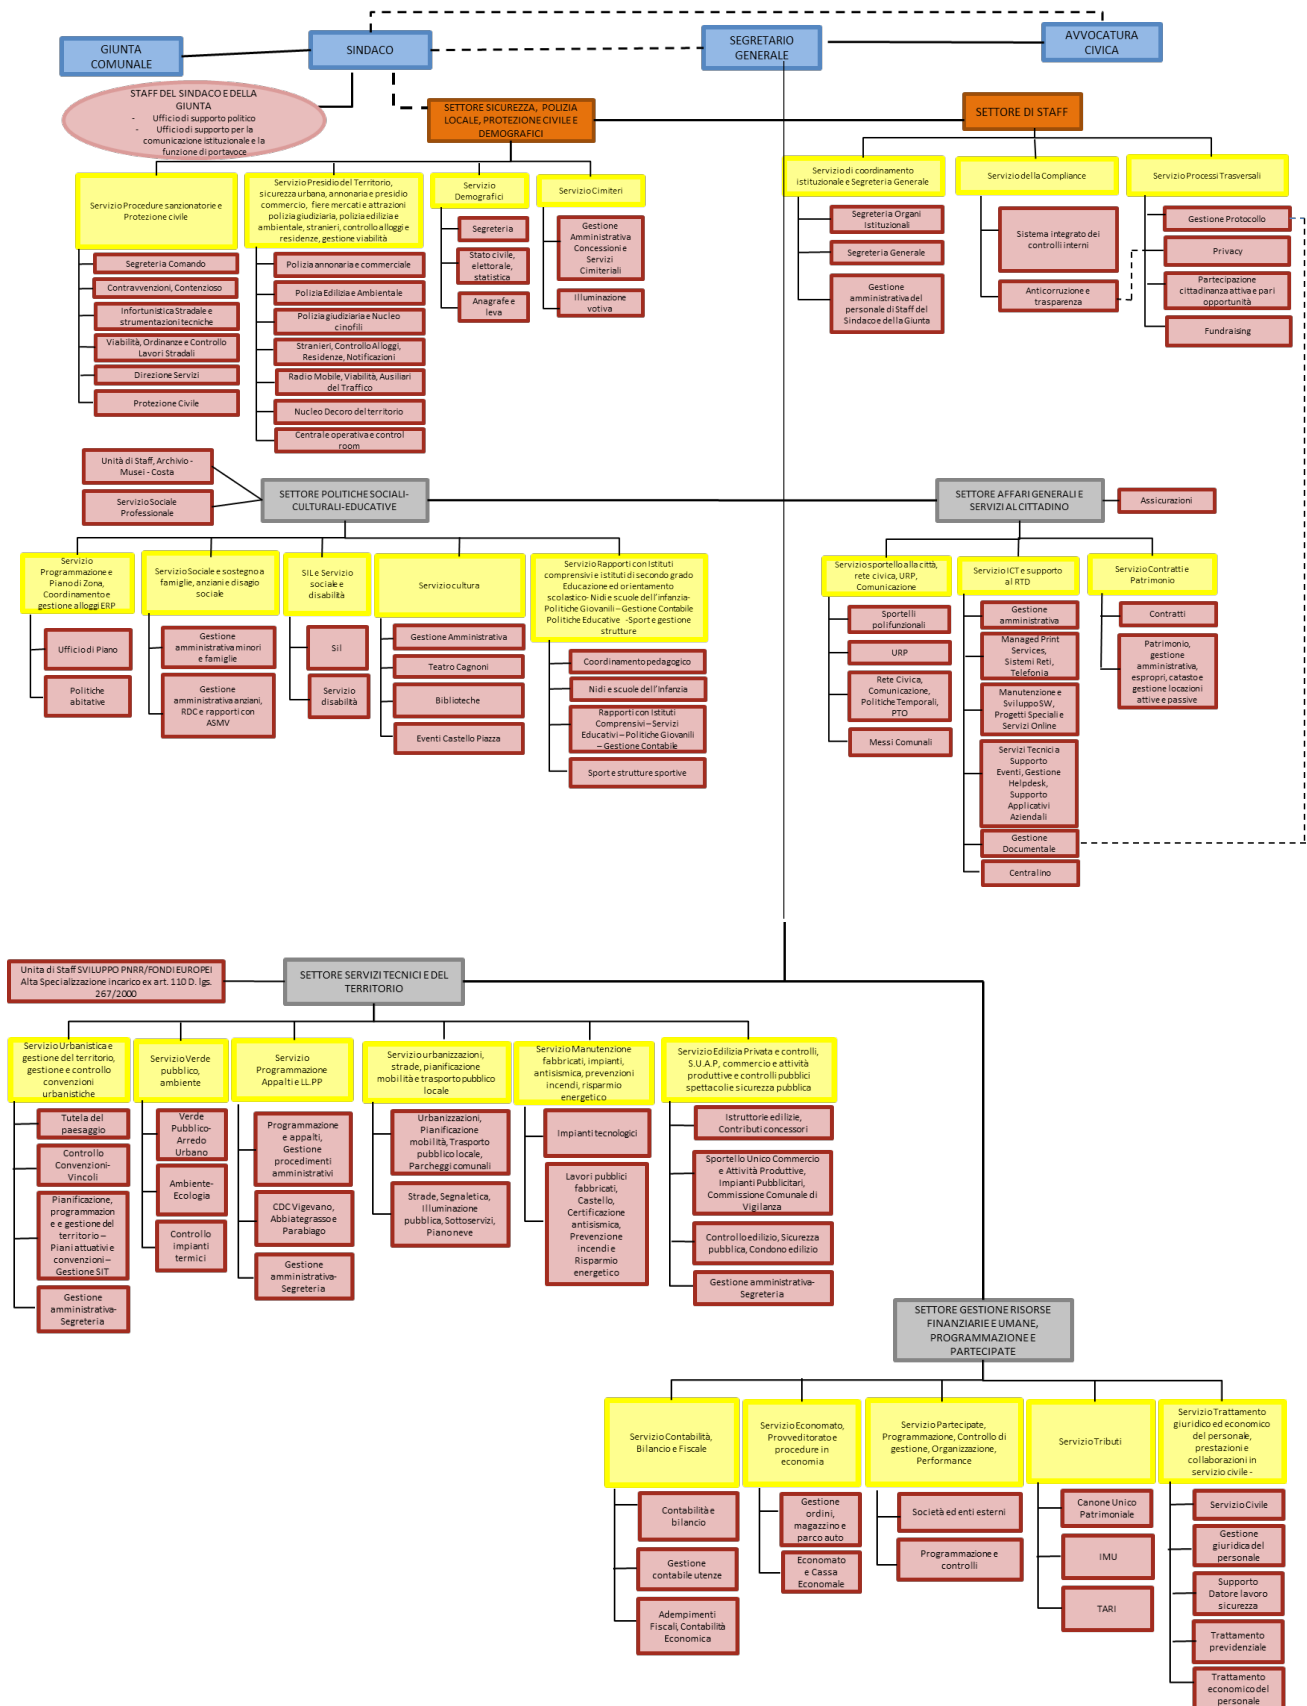 GIUNTA
COMUNALE
SINDACO
SEGRETARIO
GENERALE
AVVOCATURA
CIVICA
STAFF DEL SINDACO E DELLA
GIUNTA
- Ufficio di supporto politico
- Ufficio di supporto per la
comunicazione istituzionale e la
funzione di portavoce
SETTORE SICUREZZA, POLIZIA
LOCALE, PROTEZIONE CIVILE E
DEMOGRAFICI
SETTORE DI STAFF
Servizio Procedure sanzionatorie e
Protezione civile
Segreteria Comando
Contravvenzioni, Contenzioso
Infortunistica Stradale e
strumentazioni tecniche
Viabilità, Ordinanze e Controllo
Lavori Stradali
Direzione Servizi
Protezione Civile
Servizio Presidio del Territorio,
sicurezza urbana, annonaria e presidio
commercio, fiere mercati e attrazioni
polizia giudiziaria, polizia edilizia e
ambientale, stranieri, controllo alloggi e
residenze, gestione viabilità
Polizia annonaria e commerciale
Polizia Edilizia e Ambientale
Polizia giudiziaria e Nucleo
cinofili
Stranieri, Controllo Alloggi,
Residenze, Notificazioni
Radio Mobile, Viabilità, Ausiliari
del Traffico
Nucleo Decoro del territorio
Centrale operativa e control
room
Servizio
Demografici
Segreteria
Stato civile,
elettorale,
statistica
Anagrafe e
leva
Servizio Cimiteri
Gestione
Amministrativa
Concessioni e
Servizi
Cimiteriali
Illuminazione
votiva
Servizio di coordinamento
istituzionale e Segreteria Generale
Segreteria Organi
Istituzionali
Segreteria Generale
Gestione
amministrativa del
personale di Staff del
Sindaco e della Giunta
Servizio della Compliance
Sistema integrato dei
controlli interni
Anticorruzione e
trasparenza
Servizio Processi Trasversali
Gestione Protocollo
Privacy
Partecipazione
cittadinanza attiva e pari
opportunità
Fundraising
Unità di Staff, Archivio -
Musei - Costa
Servizio Sociale
Professionale
SETTORE POLITICHE SOCIALI-
CULTURALI-EDUCATIVE
SETTORE AFFARI GENERALI E
SERVIZI AL CITTADINO
Assicurazioni
Servizio
Programmazione e
Piano di Zona,
Coordinamento e
gestione alloggi ERP
Ufficio di Piano
Politiche
abitative
Servizio Sociale e sostegno a
famiglie, anziani e disagio
sociale
Gestione
amministrativa minori
e famiglie
Gestione
amministrativa anziani,
RDC e rapporti con
ASMV
SIL e Servizio
sociale e
disabilità
Sil
Servizio
disabilità
Servizio cultura
Gestione Amministrativa
Teatro Cagnoni
Biblioteche
Eventi Castello Piazza
Servizio Rapporti con Istituti
comprensivi e istituti di secondo grado
Educazione ed orientamento
scolastico- Nidi e scuole dell'infanzia-
Politiche Giovanili – Gestione Contabile
Politiche Educative -Sport e gestione
strutture
Coordinamento pedagogico
Nidi e scuole dell'Infanzia
Rapporti con Istituti
Comprensivi – Servizi
Educativi – Politiche Giovanili
– Gestione Contabile
Sport e strutture sportive
Servizio sportello alla città,
rete civica, URP,
Comunicazione
Sportelli
polifunzionali
URP
Rete Civica,
Comunicazione,
Politiche Temporali,
PTO
Messi Comunali
Servizio ICT e supporto
al RTD
Gestione
amministrativa
Managed Print
Services,
Sistemi Reti,
Telefonia
Manutenzione e
Sviluppo SW,
Progetti Speciali e
Servizi Online
Servizi Tecnici a
Supporto
Eventi, Gestione
Helpdesk,
Supporto
Applicativi
Aziendali
Gestione
Documentale
Centralino
Servizio Contratti e
Patrimonio
Contratti
Patrimonio,
gestione
amministrativa,
espropri, catasto e
gestione locazioni
attive e passive
Unita di Staff SVILUPPO PNRR/FONDI EUROPEI
Alta Specializzazione incarico ex art. 110 D. lgs.
267/2000
SETTORE SERVIZI TECNICI E DEL
TERRITORIO
Servizio Urbanistica e
gestione del territorio,
gestione e controllo
convenzioni
urbanistiche
Tutela del
paesaggio
Controllo
Convenzioni-
Vincoli
Pianificazione,
programmazion
e e gestione del
territorio –
Piani attuativi e
convenzioni –
Gestione SIT
Gestione
amministrativa-
Segreteria
Servizio Verde
pubblico,
ambiente
Verde
Pubblico-
Arredo
Urbano
Ambiente-
Ecologia
Controllo
Impianti
termici
Servizio
Programmazione
Appalti e LL.PP
Programmazione
e appalti,
Gestione
procedimenti
amministrativi
CDC Vigevano,
Abbiategrasso e
Parabiago
Gestione
amministrativa-
Segreteria
Servizio urbanizzazioni,
strade, pianificazione
mobilità e trasporto pubblico
locale
Urbanizzazioni,
Pianificazione
mobilità, Trasporto
pubblico locale,
Parcheggi comunali
Strade, Segnaletica,
Illuminazione
pubblica, Sottoservizi,
Piano neve
Servizio Manutenzione
fabbricati, impianti,
antisismica, prevenzioni
incendi, risparmio
energetico
Impianti tecnologici
Lavori pubblici
fabbricati,
Castello,
Certificazione
antisismica,
Prevenzione
incendi e
Risparmio
energetico
Servizio Edilizia Privata e controlli,
S.U.A.P, commercio e attività
produttive e controlli pubblici
spettacoli e sicurezza pubblica
Istruttorie edilizie,
Contributi concessori
Sportello Unico Commercio
e Attività Produttive,
Impianti Pubblicitari,
Commissione Comunale di
Vigilanza
Controllo edilizio, Sicurezza
pubblica, Condono edilizio
Gestione amministrativa-
Segreteria
SETTORE GESTIONE RISORSE
FINANZIARIE E UMANE,
PROGRAMMAZIONE E
PARTECIPATE
Servizio Contabilità,
Bilancio e Fiscale
Contabilità e
bilancio
Gestione
contabile utenze
Adempimenti
Fiscali, Contabilità
Economica
Servizio Economato,
Provveditorato e
procedure in
economia
Gestione
ordini,
magazzino e
parco auto
Economato
e Cassa
Economale
Servizio Partecipate,
Programmazione, Controllo di
gestione, Organizzazione,
Performance
Società ed enti esterni
Programmazione e
controlli
Servizio Tributi
Canone Unico
Patrimoniale
IMU
TARI
Servizio Trattamento
giuridico ed economico
del personale,
prestazioni e
collaborazioni in
servizio civile -
Servizio Civile
Gestione
giuridica del
personale
Supporto
Datore lavoro
sicurezza
Trattamento
previdenziale
Trattamento
economico del
personale